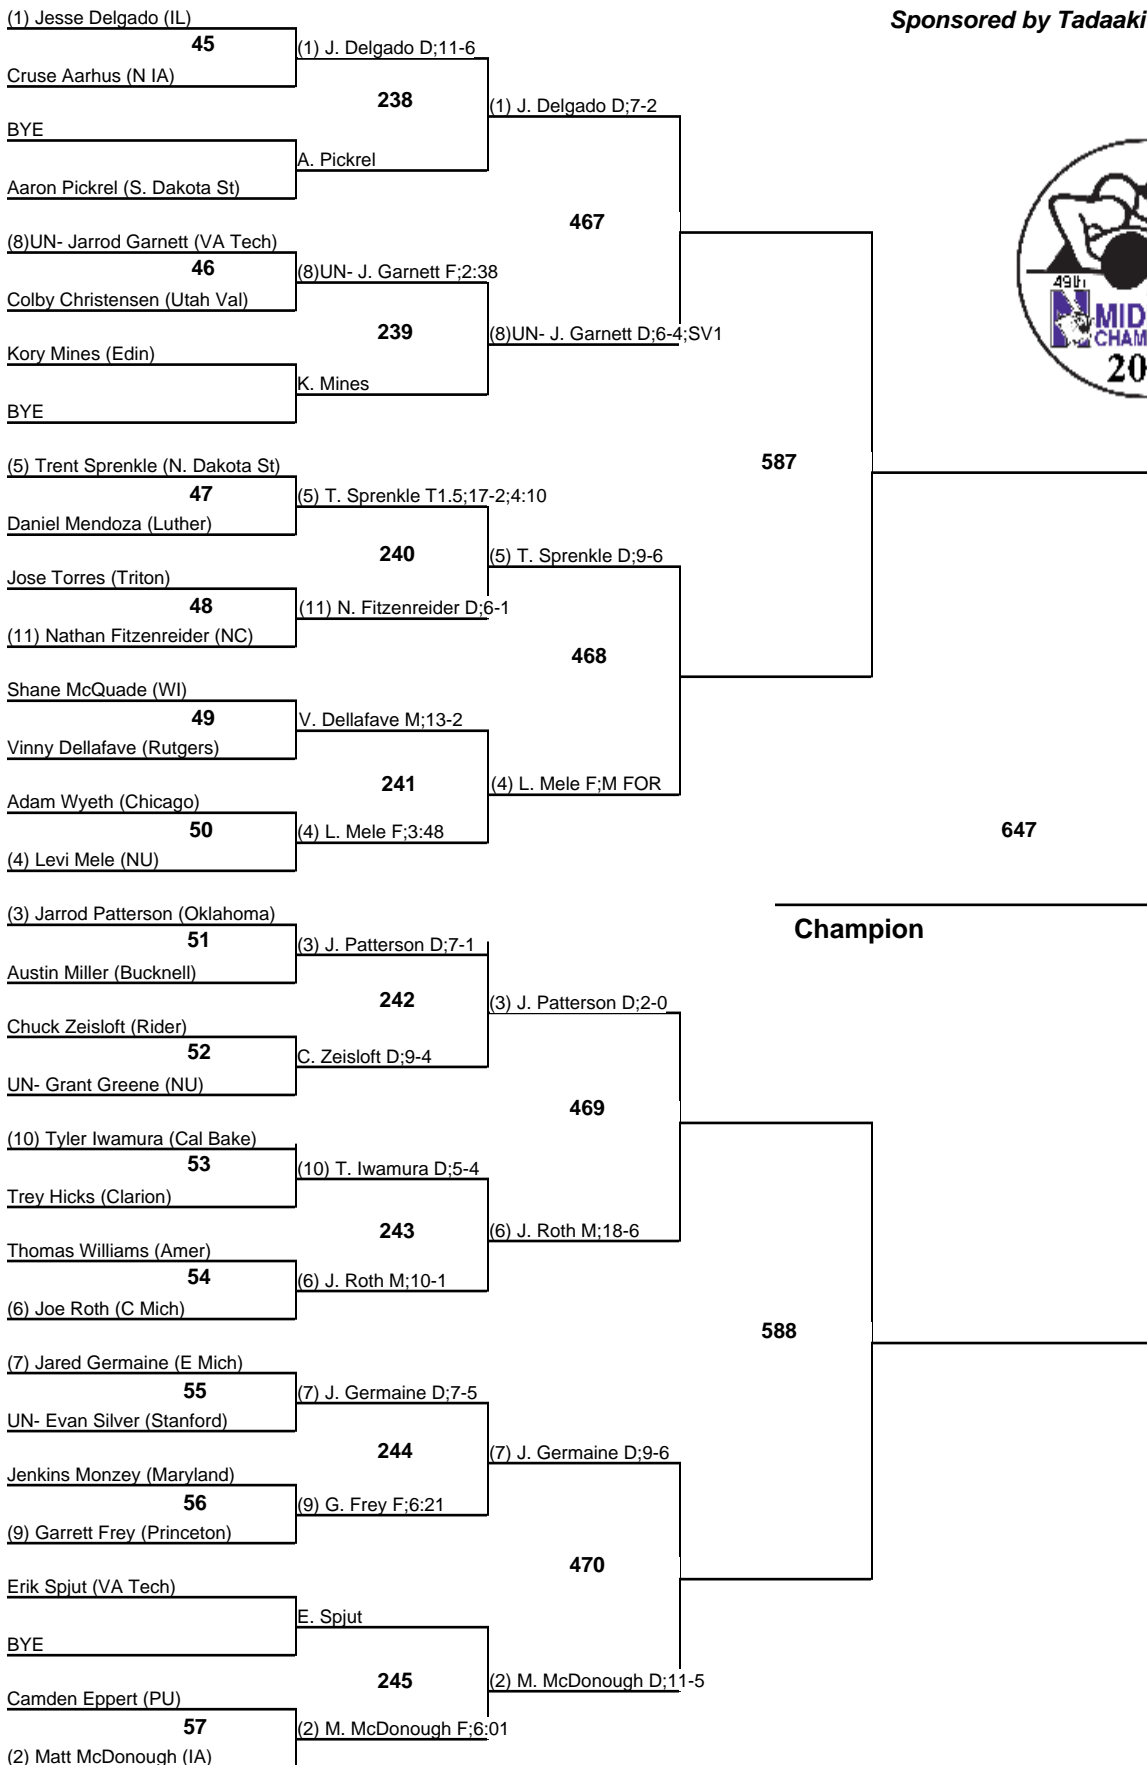 (1) Jesse Delgado (IL)
Sponsored by Tadaaki
45
(1) J. Delgado D;11-6
Cruse Aarhus (N IA)
238
(1) J. Delgado D;7-2
BYE
A. Pickrel
Aaron Pickrel (S. Dakota St)
467
(8)UN- Jarrod Garnett (VA Tech)
46
(8)UN- J. Garnett F;2:38
Colby Christensen (Utah Val)
239
(8)UN- J. Garnett D;6-4;SV1
Kory Mines (Edin)
K. Mines
BYE
49th
MID
CHAM
20
587
(5) Trent Sprenkle (N. Dakota St)
47
(5) T. Sprenkle T1.5;17-2;4:10
Daniel Mendoza (Luther)
240
(5) T. Sprenkle D;9-6
Jose Torres (Triton)
48
(11) N. Fitzenreider D;6-1
(11) Nathan Fitzenreider (NC)
468
Shane McQuade (WI)
49
V. Dellafave M;13-2
Vinny Dellafave (Rutgers)
241
(4) L. Mele F;M FOR
Adam Wyeth (Chicago)
50
(4) L. Mele F;3:48
(4) Levi Mele (NU)
647
Champion
(3) Jarrod Patterson (Oklahoma)
51
(3) J. Patterson D;7-1
Austin Miller (Bucknell)
242
(3) J. Patterson D;2-0
Chuck Zeisloft (Rider)
52
C. Zeisloft D;9-4
UN- Grant Greene (NU)
469
(10) Tyler Iwamura (Cal Bake)
53
(10) T. Iwamura D;5-4
Trey Hicks (Clarion)
243
(6) J. Roth M;18-6
Thomas Williams (Amer)
54
(6) J. Roth M;10-1
(6) Joe Roth (C Mich)
588
(7) Jared Germaine (E Mich)
55
(7) J. Germaine D;7-5
UN- Evan Silver (Stanford)
244
(7) J. Germaine D;9-6
Jenkins Monzey (Maryland)
56
(9) G. Frey F;6:21
(9) Garrett Frey (Princeton)
470
Erik Spjut (VA Tech)
E. Spjut
BYE
245
(2) M. McDonough D;11-5
Camden Eppert (PU)
57
(2) M. McDonough F;6:01
(2) Matt McDonough (IA)